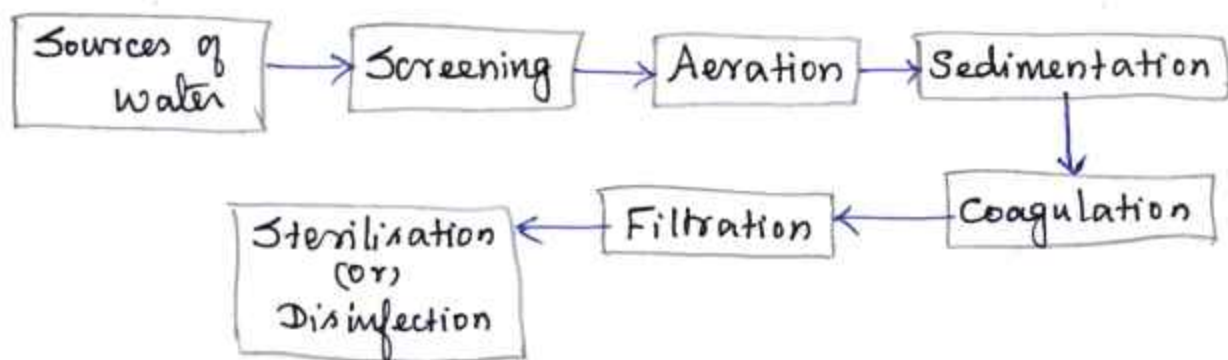 Sources of
water
Screening
Aeration
Sedimentation
Coagulation
Filtration
Sterilisation
(or)
Disinfection